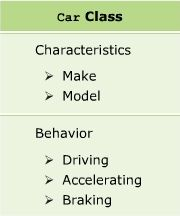 Car Class
Characteristics
➢ Make
➢ Model
Behavior
➢ Driving
➢ Accelerating
➢ Braking